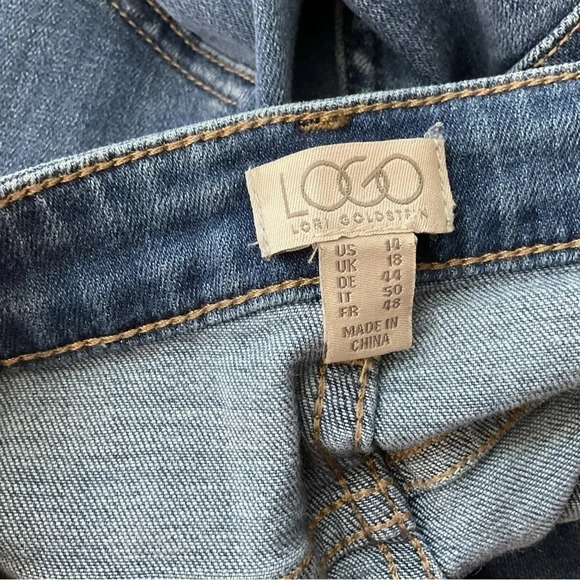 LOGO
LORI GOLDSTEIN
US 14
UK 18
DE 44
IT 50
FR 48
MADE IN
CHINA